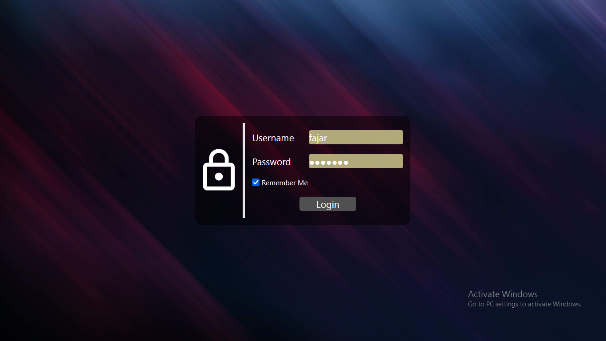 Username fajar
Password •••••••
Remember Me
Login
Activate Windows
Go to PC settings to activate Windows.